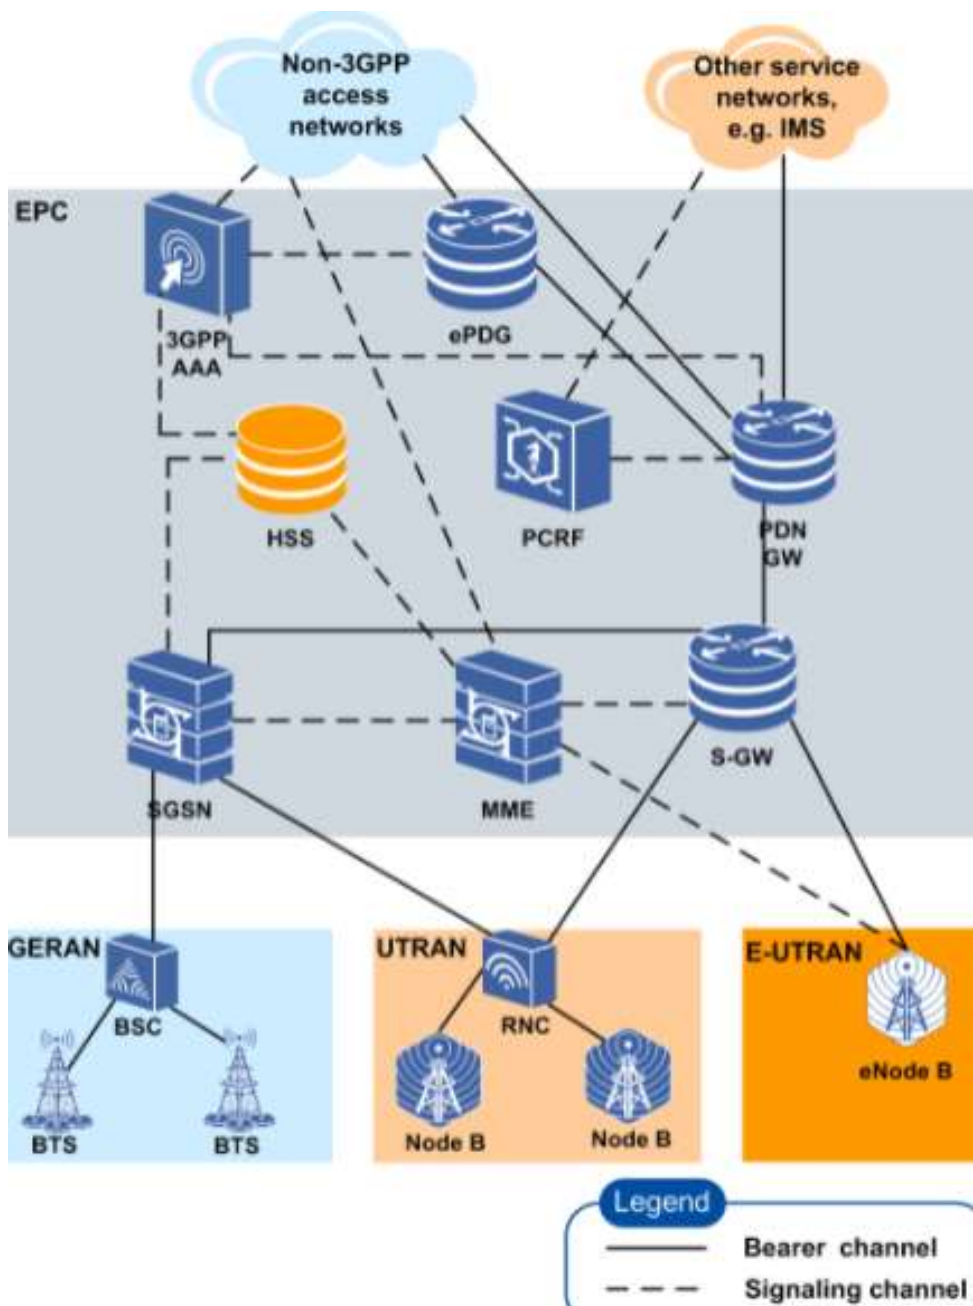 Non-3GPP
access
networks
Other service
networks,
e.g. IMS
EPC
3GPP
AAA
ePDG
HSS
PCRF
PDN
GW
SGSN
MME
S-GW
GERAN
BSC
BTS
BTS
UTRAN
RNC
Node B
Node B
E-UTRAN
eNode B
Legend
Bearer channel
Signaling channel